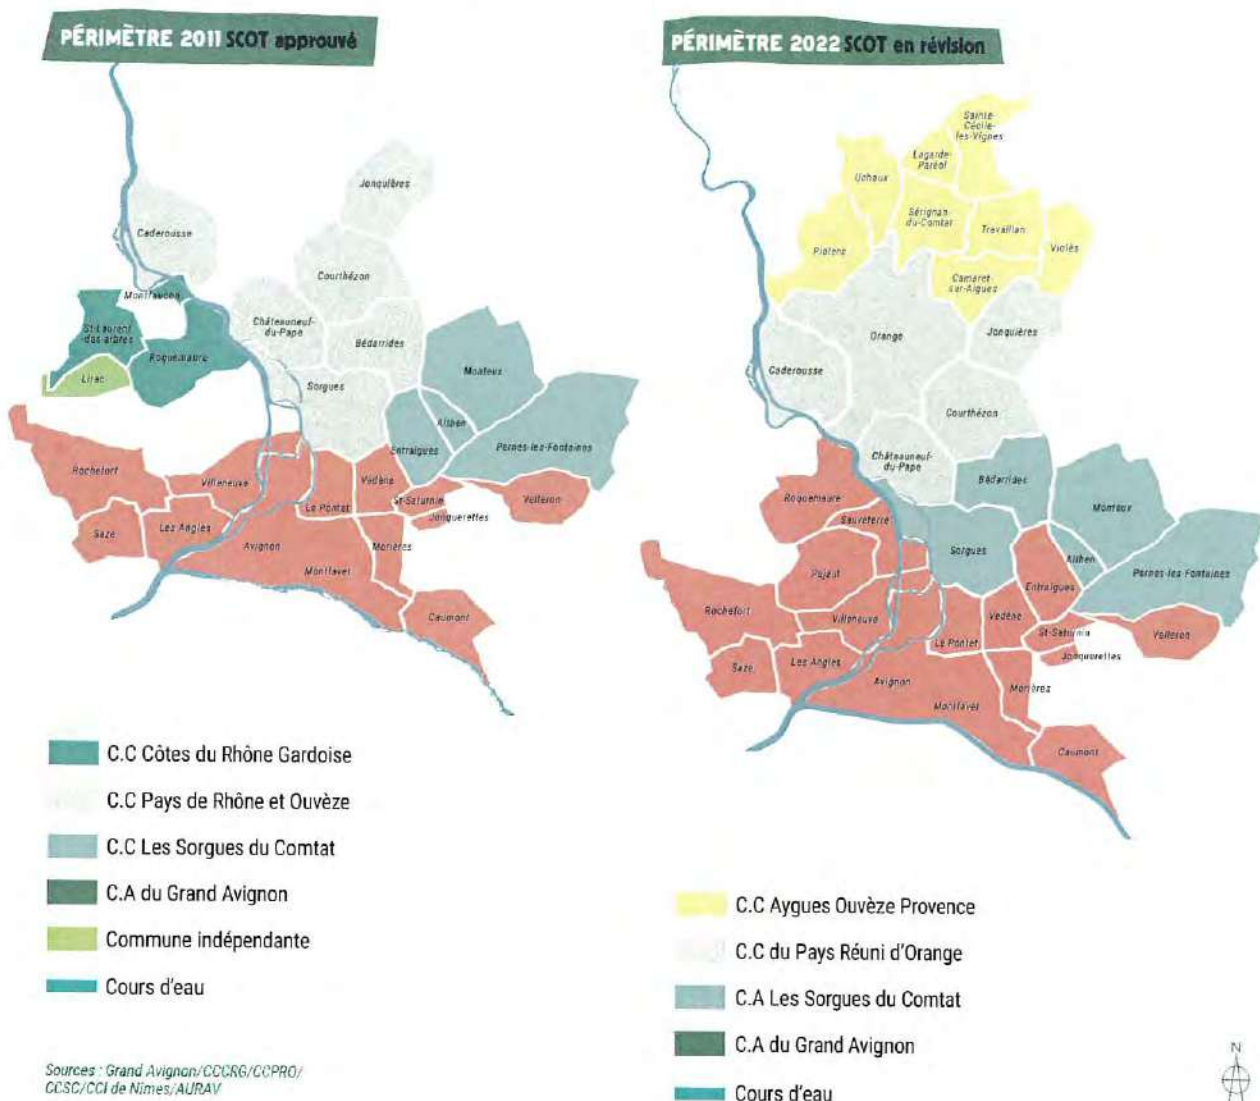 PÉRIMÈTRE 2011 SCOT approuvé
Jonquières
Caderousse
Courthézon
Montfaucon
Châteauneuf-
du-Pape
St-Laurent
-des-arbres
Bédarrides
Roquemaure
Lirac
Sorgues
Monteux
Althen
Entraigues
Pernes-les-Fontaines
Rochefort
Villeneuve
Vedène
Le Pontet
St-Saturnin
Velleron
Jonquerettes
Saze
Les Angles
Avignon
Morières
Montfavet
Caumont
C.C Côtes du Rhône Gardoise
C.C Pays de Rhône et Ouvèze
C.C Les Sorgues du Comtat
C.A du Grand Avignon
Commune indépendante
Cours d'eau
Sources : Grand Avignon/CCCRG/CCPRO/
CCSC/CCI de Nîmes/AURAV
PÉRIMÈTRE 2022 SCOT en révision
Sainte-
Cécile-
les-Vignes
Lagarde-
Paréol
Uchaux
Sérignan
-du-Comtat
Travaillan
Violès
Piolenc
Camaret
-sur-Aigues
Orange
Jonquières
Caderousse
Courthézon
Châteauneuf-
du-Pape
Bédarrides
Roquemaure
Monteux
Sauveterre
Sorgues
Althen
Pujaut
Entraigues
Pernes-les-Fontaines
Rochefort
Villeneuve
Vedène
Le Pontet
St-Saturnin
Velleron
Jonquerettes
Saze
Les Angles
Avignon
Morières
Montfavet
Caumont
C.C Aygues Ouvèze Provence
C.C du Pays Réuni d'Orange
C.A Les Sorgues du Comtat
C.A du Grand Avignon
Cours d'eau
N